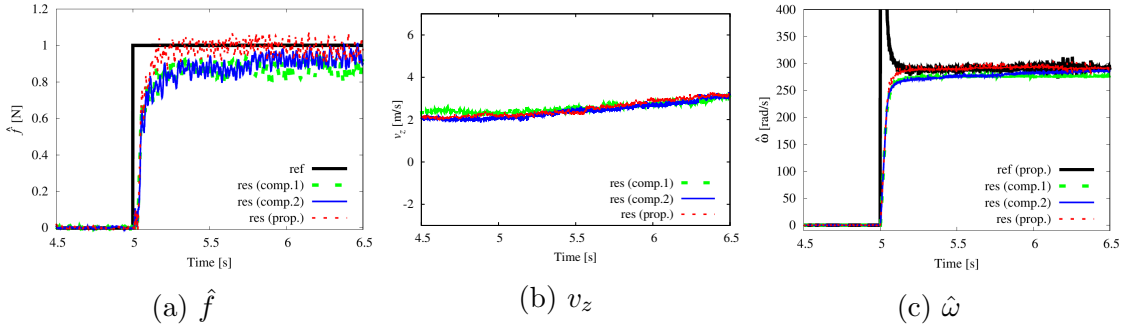 1.2
1
0.8
0.6
0.4
0.2
0
f̂ [N]
ref
res (comp.1)
res (comp.2)
res (prop.)
4.5 5 5.5 6 6.5
Time [s]
(a) f̂
6
4
2
0
-2
v_z [m/s]
res (comp.1)
res (comp.2)
res (prop.)
4.5 5 5.5 6 6.5
Time [s]
(b) v_z
400
350
300
250
200
150
100
50
0
ω̂ [rad/s]
ref (prop.)
res (comp.1)
res (comp.2)
res (prop.)
4.5 5 5.5 6 6.5
Time [s]
(c) ω̂